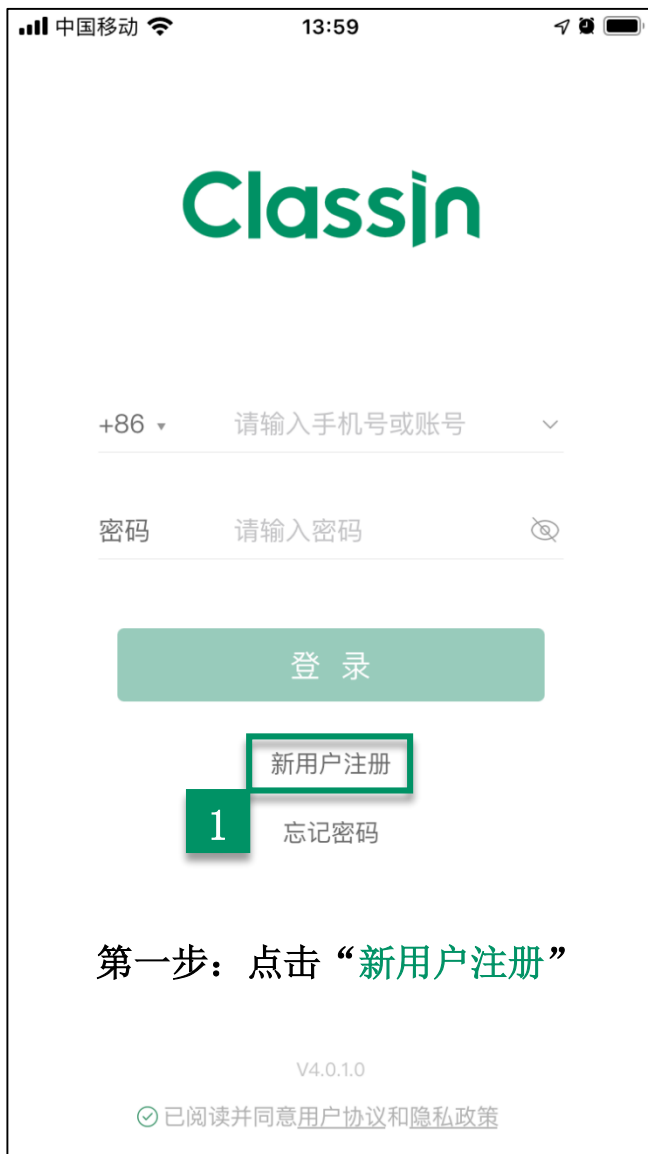 中国移动 13:59
ClassIn
+86 请输入手机号或账号
密码 请输入密码
登 录
新用户注册
1
忘记密码
第一步：点击“新用户注册”
V4.0.1.0
已阅读并同意用户协议和隐私政策